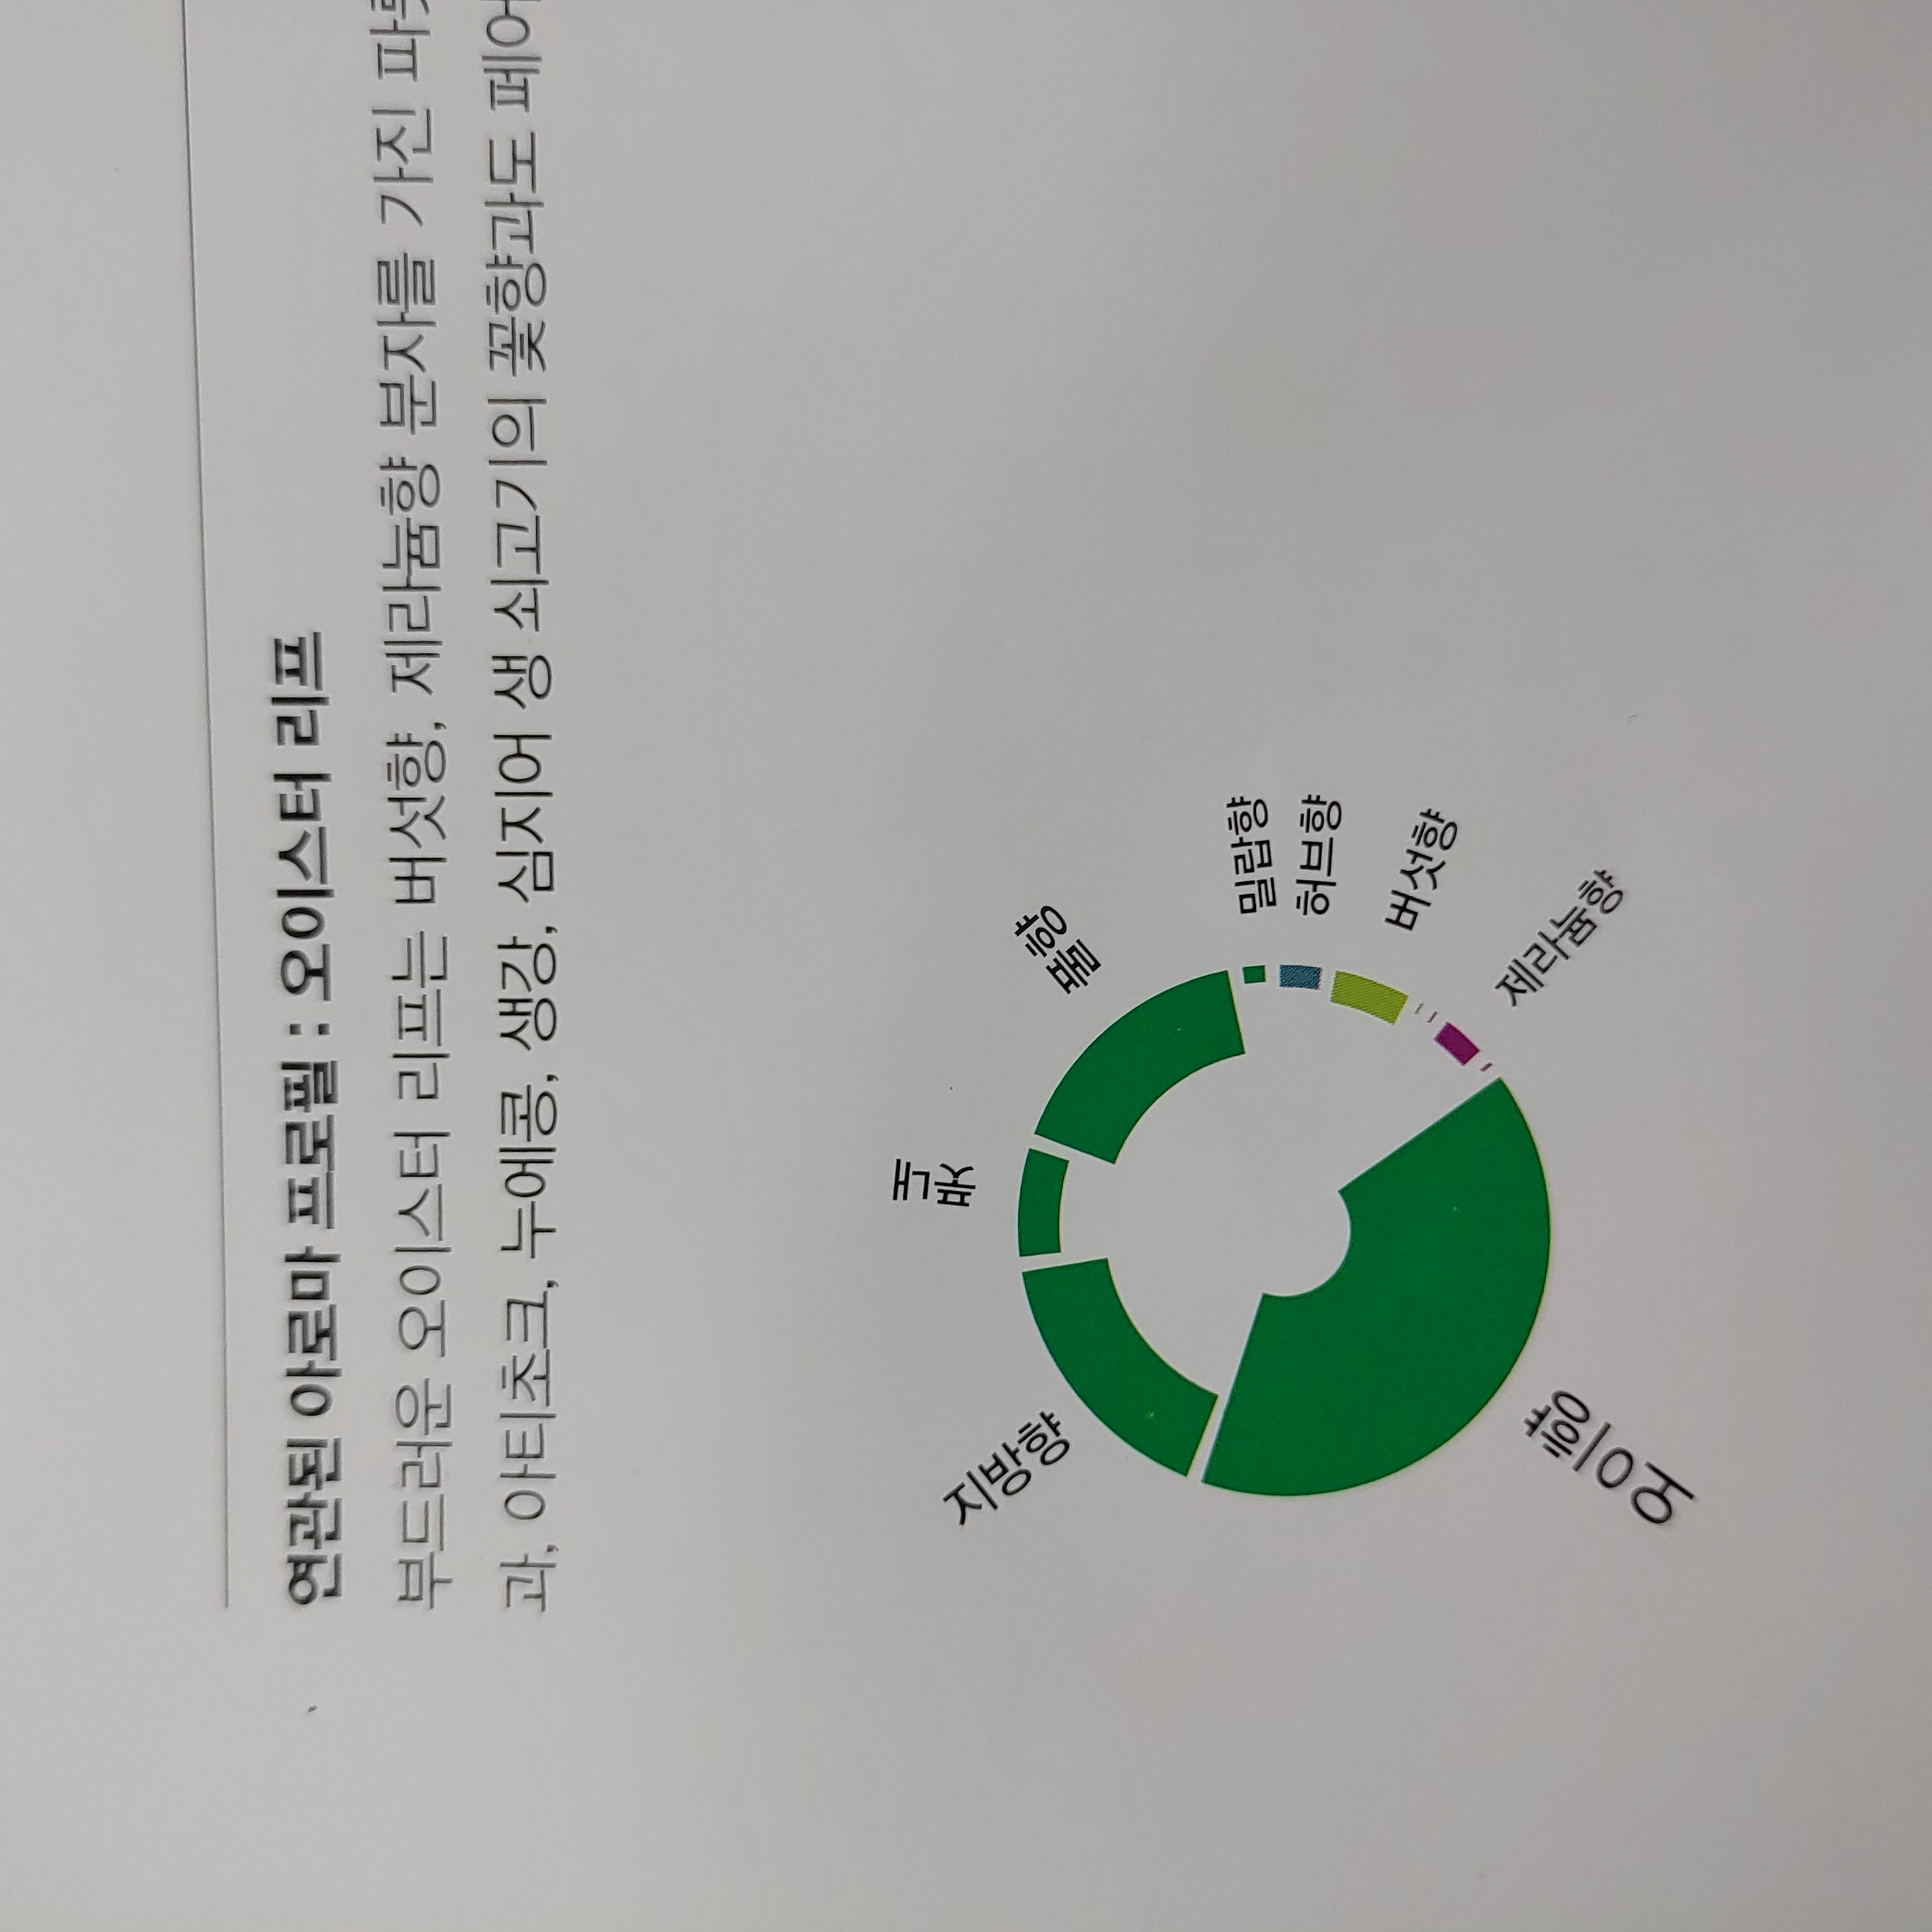 연관된 아로마 프로필 : 오이스터 리프
부드러운 오이스터 리프는 버섯향, 제라늄향 분자를 가진
과, 아티초크, 누에콩, 생강, 심지어 생 쇠고기의 꽃향과도
풋내
지방향
풀향
밀랍향
허브향
버섯향
제라늄향
오이향